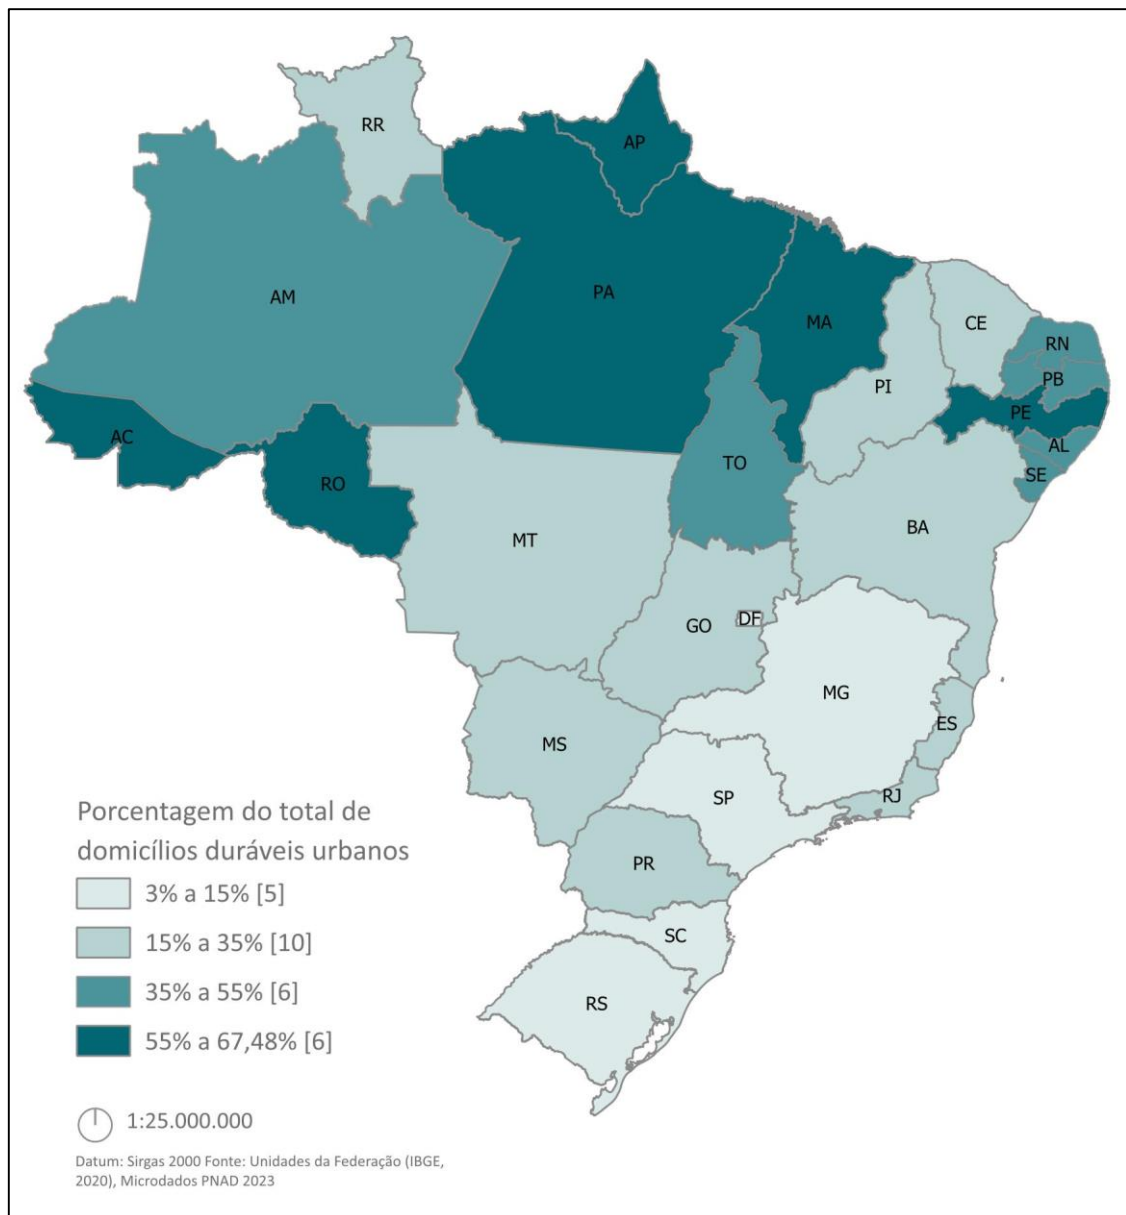 RR
AP
AM
PA
MA
CE
RN
PB
PI
PE
AC
AL
TO
SE
RO
BA
MT
GO
DF
MG
ES
MS
SP
RJ
PR
SC
RS
Porcentagem do total de
domicílios duráveis urbanos
3% a 15% [5]
15% a 35% [10]
35% a 55% [6]
55% a 67,48% [6]
1:25.000.000
Datum: Sirgas 2000 Fonte: Unidades da Federação (IBGE,
2020), Microdados PNAD 2023